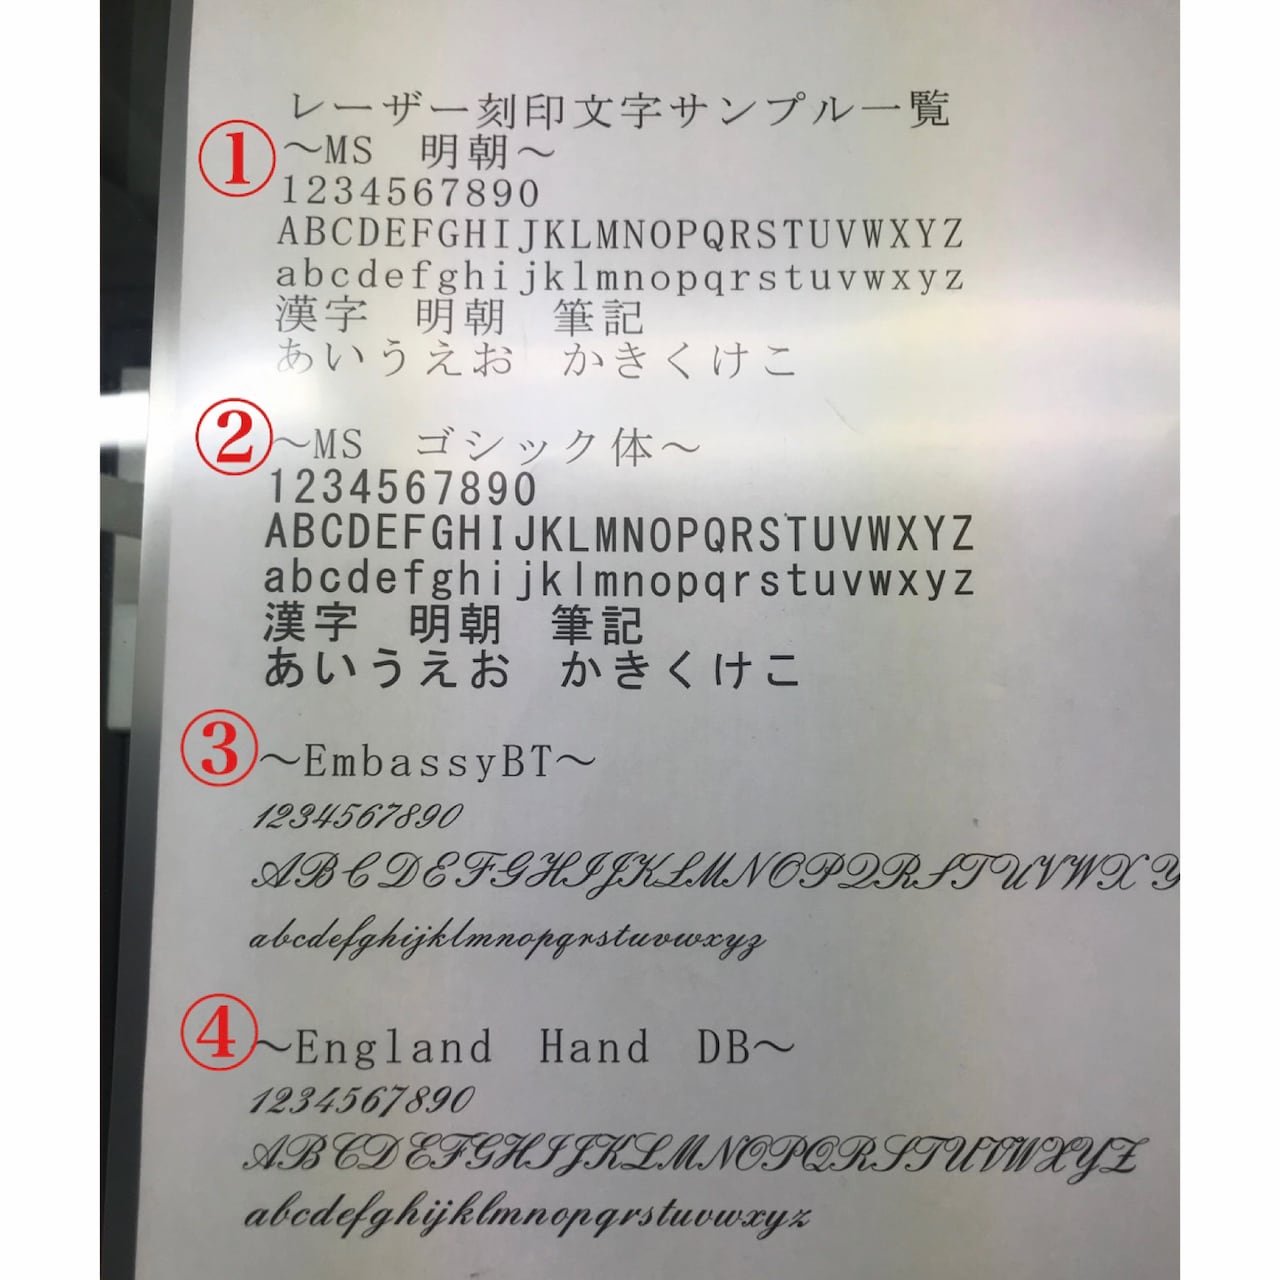 レーザー刻印文字サンプル一覧
① ～MS　明朝～
1234567890
ABCDEFGHIJKLMNOPQRSTUVWXYZ
abcdefghijklmnopqrstuvwxyz
漢字　明朝　筆記
あいうえお　かきくけこ
② ～MS　ゴシック体～
1234567890
ABCDEFGHIJKLMNOPQRSTUVWXYZ
abcdefghijklmnopqrstuvwxyz
漢字　明朝　筆記
あいうえお　かきくけこ
③ ～EmbassyBT～
1234567890
ABCDEFGHIJKLMNOPQRSTUVWXY
abcdefghijklmnopqrstuvwxyz
④ ～England　Hand　DB～
1234567890
ABCDEFGHIJKLMNOPQRSTUVWXYZ
abcdefghijklmnopqrstuvwxyz